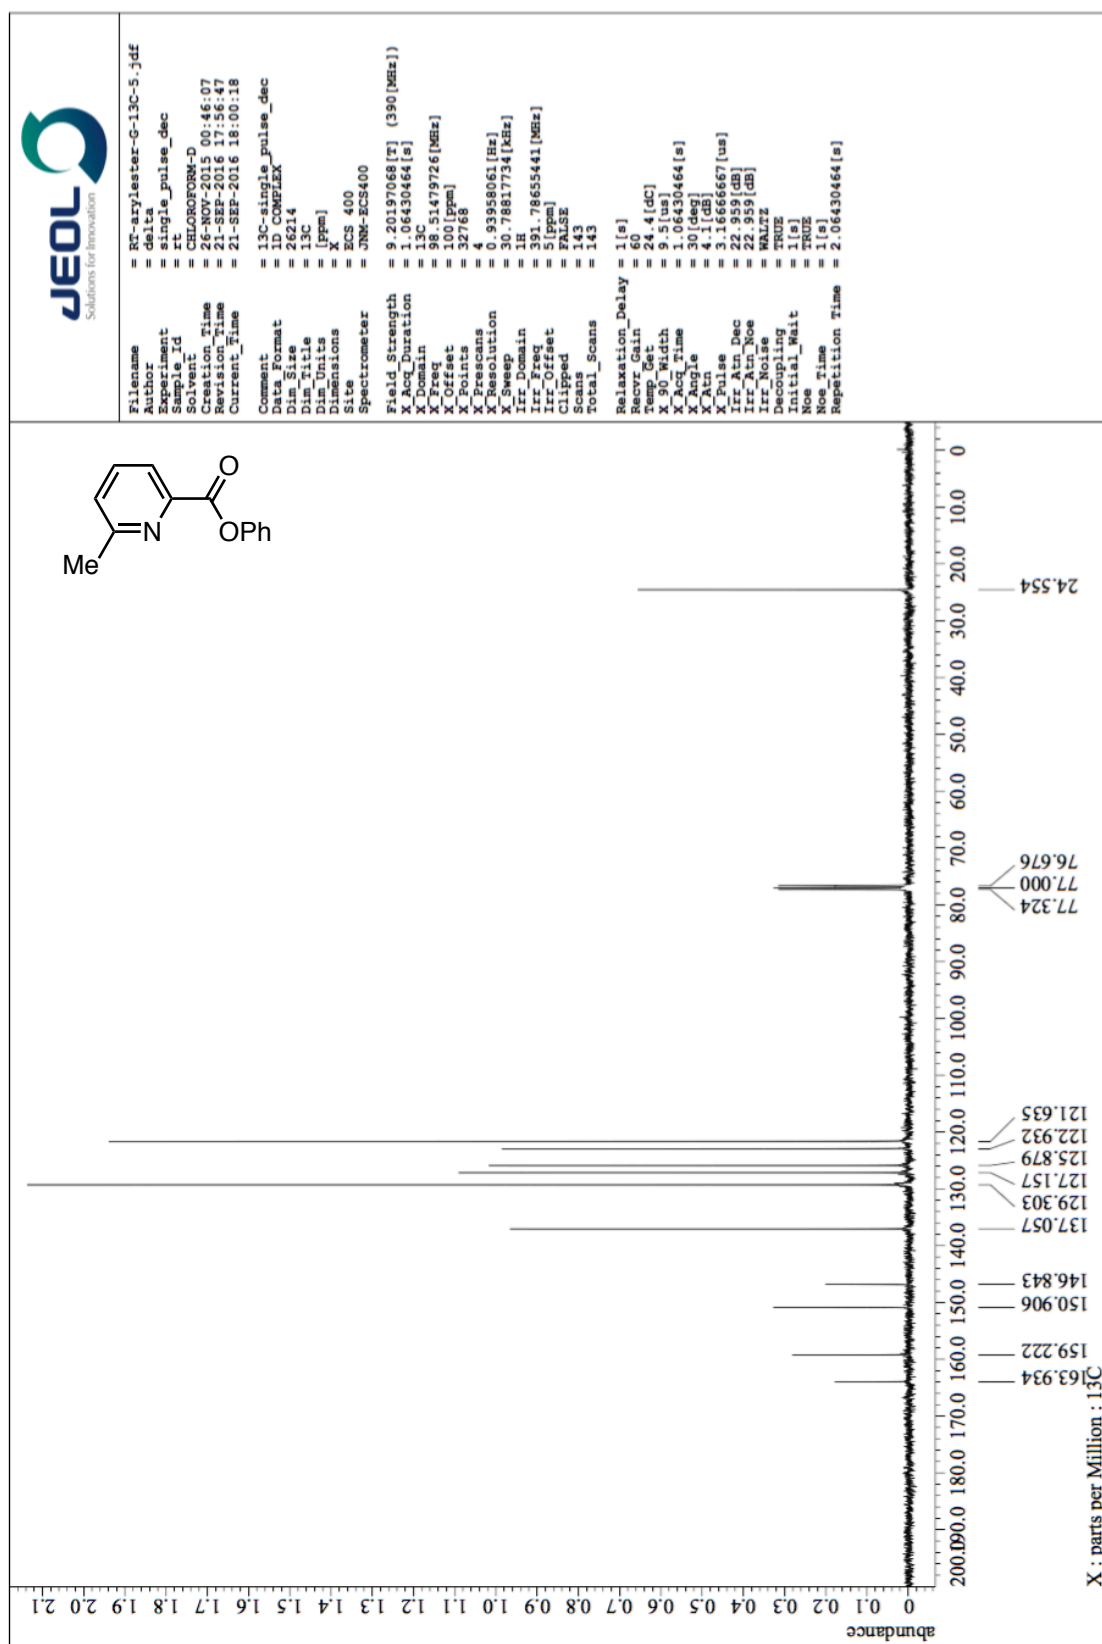 JEOL
Solutions for Innovation
Filename = RT-arylester-G-13C-5.jdf
Author = delta
Experiment = single_pulse_dec
Sample_Id = rt
Solvent = CHLOROFORM-D
Creation_Time = 26-NOV-2015 00:46:07
Revision_Time = 21-SEP-2016 17:56:47
Current_Time = 21-SEP-2016 18:00:18
Comment = 13C-single_pulse_dec
Data_Format = 1D COMPLEX
Dim_Size = 26214
Dim_Title = 13C
Dim_Units = [ppm]
Dimensions = X
Site = ECS 400
Spectrometer = JNM-ECS400
Field_Strength = 9.20197068[T] (390[MHz])
X_Acq_Duration = 1.06430464[s]
X_Domain = 13C
X_Freq = 98.51479726[MHz]
X_Offset = 100[ppm]
X_Points = 32768
X_Prescans = 4
X_Resolution = 0.93958061[Hz]
X_Sweep = 30.78817734[kHz]
Irr_Domain = 1H
Irr_Freq = 391.78655441[MHz]
Irr_Offset = 5[ppm]
Clipped = FALSE
Scans = 143
Total_Scans = 143
Relaxation_Delay = 1[s]
Recvr_Gain = 60
Temp_Get = 24.4[dC]
X_90_Width = 9.5[us]
X_Acq_Time = 1.06430464[s]
X_Angle = 30[deg]
X_Atn = 4.1[dB]
X_Pulse = 3.16666667[us]
Irr_Atn_Dec = 22.959[dB]
Irr_Atn_Noe = 22.959[dB]
Irr_Noise = WALTZ
Decoupling = TRUE
Initial_Wait = 1[s]
Noe = TRUE
Noe_Time = 1[s]
Repetition_Time = 2.06430464[s]
Me
N
O
OPh
abundance
0 0.1 0.2 0.3 0.4 0.5 0.6 0.7 0.8 0.9 1.0 1.1 1.2 1.3 1.4 1.5 1.6 1.7 1.8 1.9 2.0 2.1
200.0 190.0 180.0 170.0 160.0 150.0 140.0 130.0 120.0 110.0 100.0 90.0 80.0 70.0 60.0 50.0 40.0 30.0 20.0 10.0 0
163.934
159.222
150.906
146.843
137.057
129.303
127.157
125.879
122.932
121.635
77.324
77.000
76.676
24.554
X : parts per Million : 13C